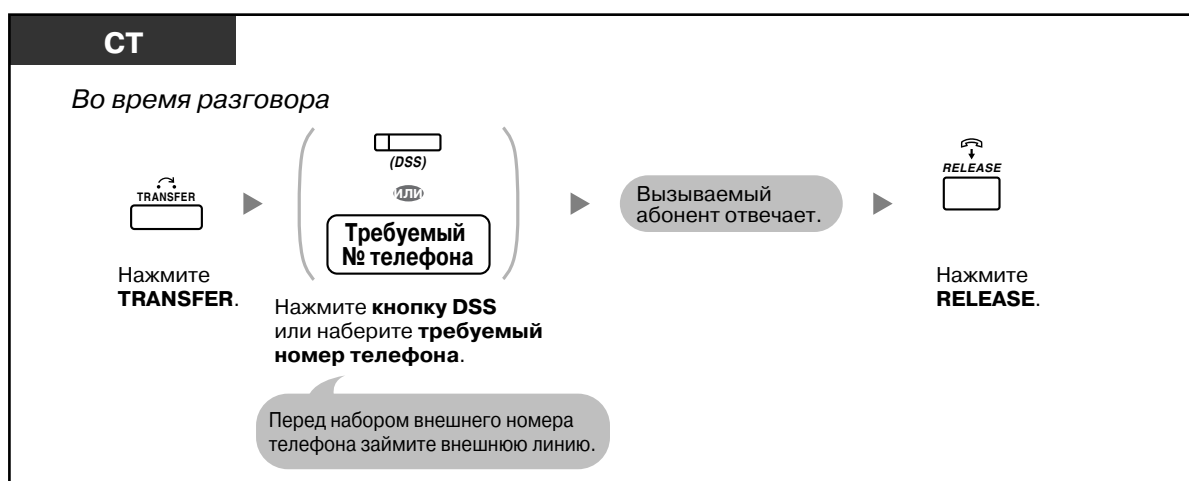 СТ
Во время разговора
TRANSFER
Нажмите
TRANSFER.
(DSS)
или
Требуемый
№ телефона
Нажмите кнопку DSS
или наберите требуемый
номер телефона.
Перед набором внешнего номера
телефона займите внешнюю линию.
Вызываемый
абонент отвечает.
RELEASE
Нажмите
RELEASE.